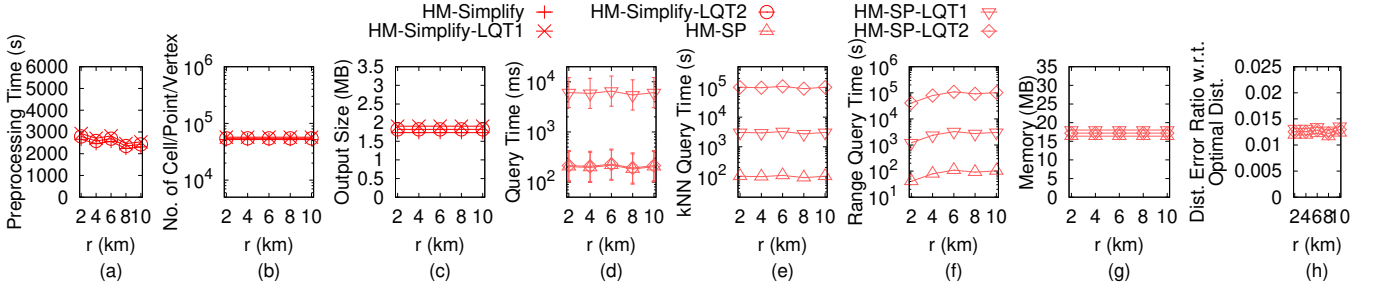 HM-Simplify
HM-Simplify-LQT1
HM-Simplify-LQT2
HM-SP
HM-SP-LQT1
HM-SP-LQT2
Preprocessing Time (s)
6000
5000
4000
3000
2000
1000
0
2 4 6 8 10
r (km)
(a)
No. of Cell/Point/Vertex
10^6
10^5
10^4
2 4 6 8 10
r (km)
(b)
Output Size (MB)
3.5
3
2.5
2
1.5
1
0.5
0
2 4 6 8 10
r (km)
(c)
Query Time (ms)
10^4
10^3
10^2
2 4 6 8 10
r (km)
(d)
kNN Query Time (s)
10^5
10^4
10^3
10^2
2 4 6 8 10
r (km)
(e)
Range Query Time (s)
10^6
10^5
10^4
10^3
10^2
10^1
2 4 6 8 10
r (km)
(f)
Memory (MB)
35
30
25
20
15
10
5
0
2 4 6 8 10
r (km)
(g)
Dist. Error Ratio w.r.t.
Optimal Dist.
0.025
0.02
0.015
0.01
0.005
0
2 4 6 8 10
r (km)
(h)